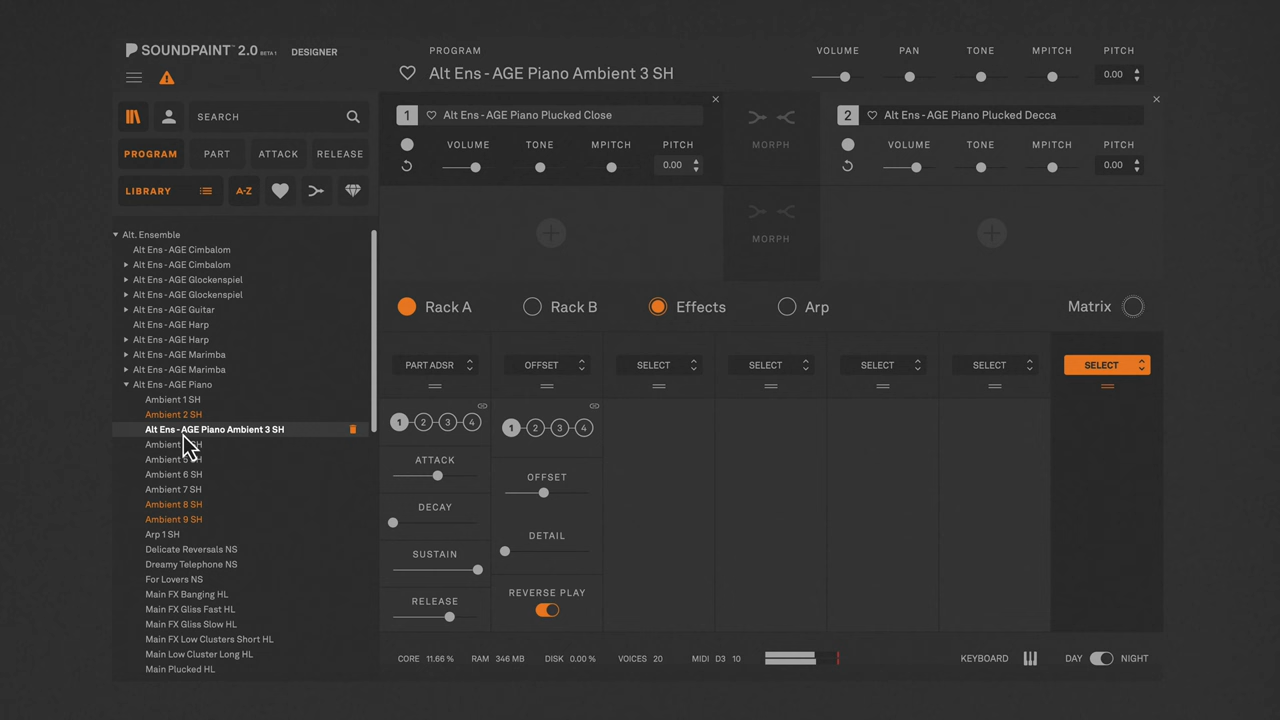 SOUNDPAINT™ 2.0 BETA 1 DESIGNER
PROGRAM
Alt Ens - AGE Piano Ambient 3 SH
VOLUME PAN TONE MPITCH PITCH
0.00
SEARCH
PROGRAM PART ATTACK RELEASE
LIBRARY A-Z
1 Alt Ens - AGE Piano Plucked Close
VOLUME TONE MPITCH PITCH
0.00
MORPH
2 Alt Ens - AGE Piano Plucked Decca
VOLUME TONE MPITCH PITCH
0.00
MORPH
Alt. Ensemble
Alt Ens - AGE Cimbalom
Alt Ens - AGE Cimbalom
Alt Ens - AGE Glockenspiel
Alt Ens - AGE Glockenspiel
Alt Ens - AGE Guitar
Alt Ens - AGE Harp
Alt Ens - AGE Harp
Alt Ens - AGE Marimba
Alt Ens - AGE Marimba
Alt Ens - AGE Piano
Ambient 1 SH
Ambient 2 SH
Alt Ens - AGE Piano Ambient 3 SH
Ambient SH
Ambient SH
Ambient 6 SH
Ambient 7 SH
Ambient 8 SH
Ambient 9 SH
Arp 1 SH
Delicate Reversals NS
Dreamy Telephone NS
For Lovers NS
Main FX Banging HL
Main FX Gliss Fast HL
Main FX Gliss Slow HL
Main FX Low Clusters Short HL
Main Low Cluster Long HL
Main Plucked HL
Rack A Rack B Effects Arp Matrix
PART ADSR OFFSET SELECT SELECT SELECT SELECT SELECT
1 2 3 4
ATTACK
DECAY
SUSTAIN
RELEASE
1 2 3 4
OFFSET
DETAIL
REVERSE PLAY
CORE 11.66 % RAM 346 MB DISK 0.00 % VOICES 20 MIDI D3 10 KEYBOARD DAY NIGHT